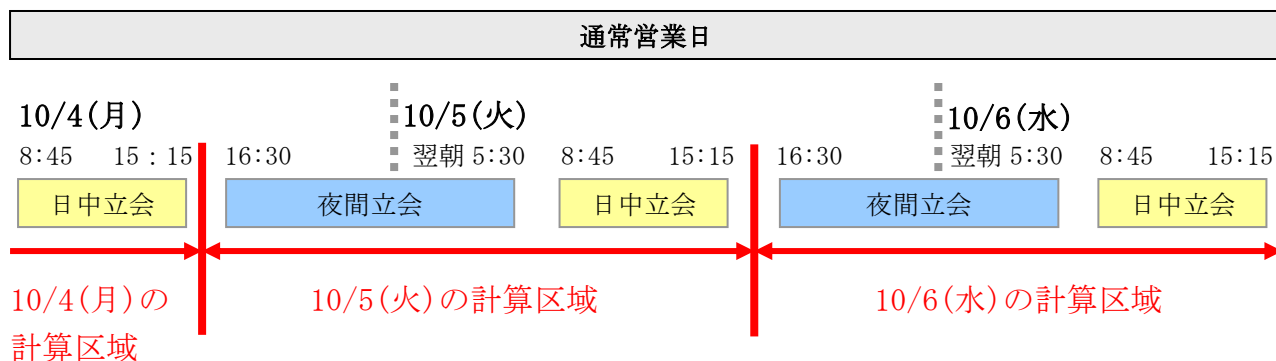 通常営業日
10/4(月) 10/5(火) 10/6(水)
8:45 15:15 16:30 翌朝 5:30 8:45 15:15 16:30 翌朝 5:30 8:45 15:15
日中立会 夜間立会 日中立会 夜間立会 日中立会
10/4(月)の 10/5(火)の計算区域 10/6(水)の計算区域
計算区域